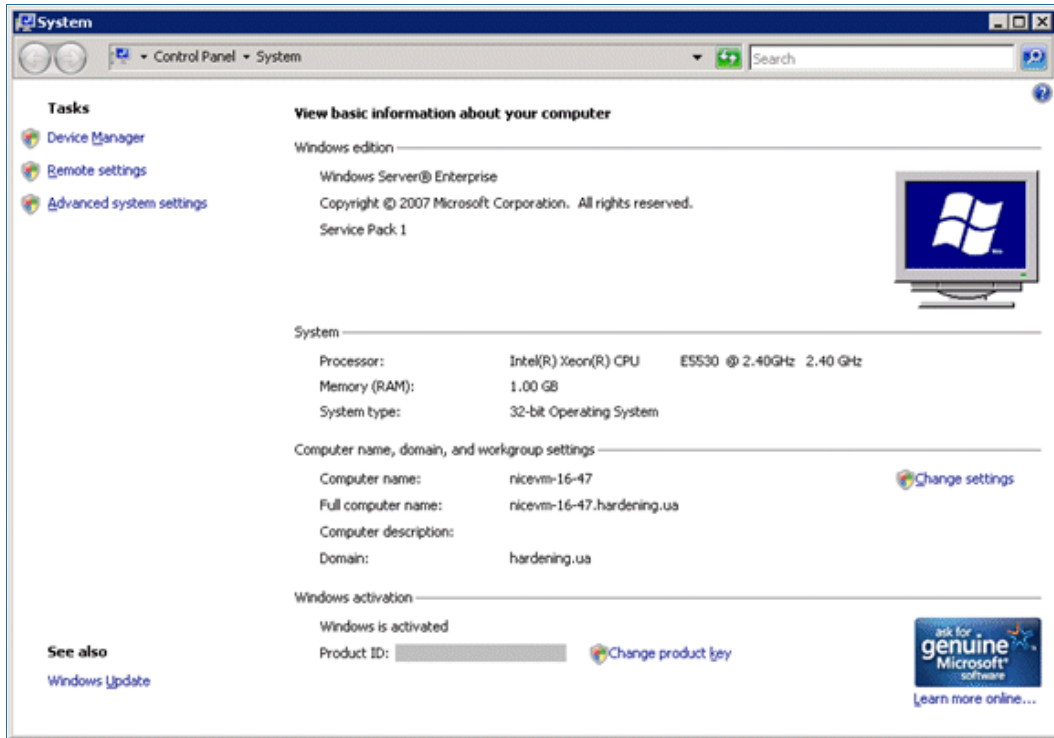 System
Control Panel System
Search
Tasks
Device Manager
Remote settings
Advanced system settings
View basic information about your computer
Windows edition
Windows Server® Enterprise
Copyright © 2007 Microsoft Corporation. All rights reserved.
Service Pack 1
System
Processor: Intel(R) Xeon(R) CPU E5530 @ 2.40GHz 2.40 GHz
Memory (RAM): 1.00 GB
System type: 32-bit Operating System
Computer name, domain, and workgroup settings
Computer name: nicevm-16-47
Change settings
Full computer name: nicevm-16-47.hardening.ua
Computer description:
Domain: hardening.ua
Windows activation
Windows is activated
Product ID:
Change product key
See also
Windows Update
ask for
genuine
Microsoft®
software
Learn more online...